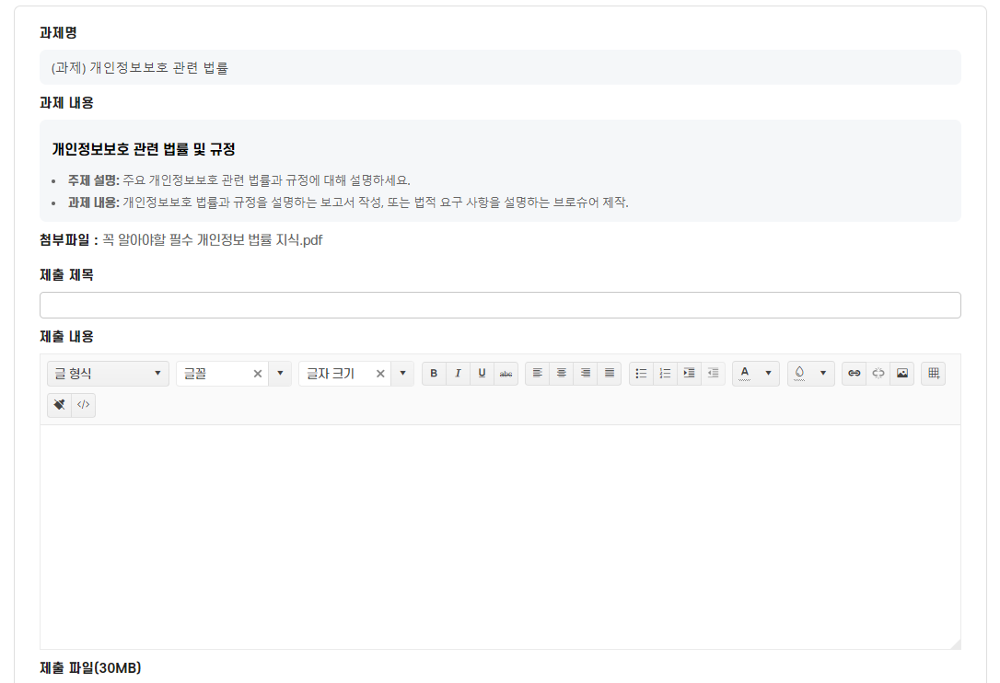 과제명
(과제) 개인정보보호 관련 법률
과제 내용
개인정보보호 관련 법률 및 규정
• 주제 설명: 주요 개인정보보호 관련 법률과 규정에 대해 설명하세요.
• 과제 내용: 개인정보보호 법률과 규정을 설명하는 보고서 작성, 또는 법적 요구 사항을 설명하는 브로슈어 제작.
첨부파일 : 꼭 알아야할 필수 개인정보 법률 지식.pdf
제출 제목
제출 내용
글 형식 글꼴 글자 크기 B I U abc A
</>
제출 파일(30MB)